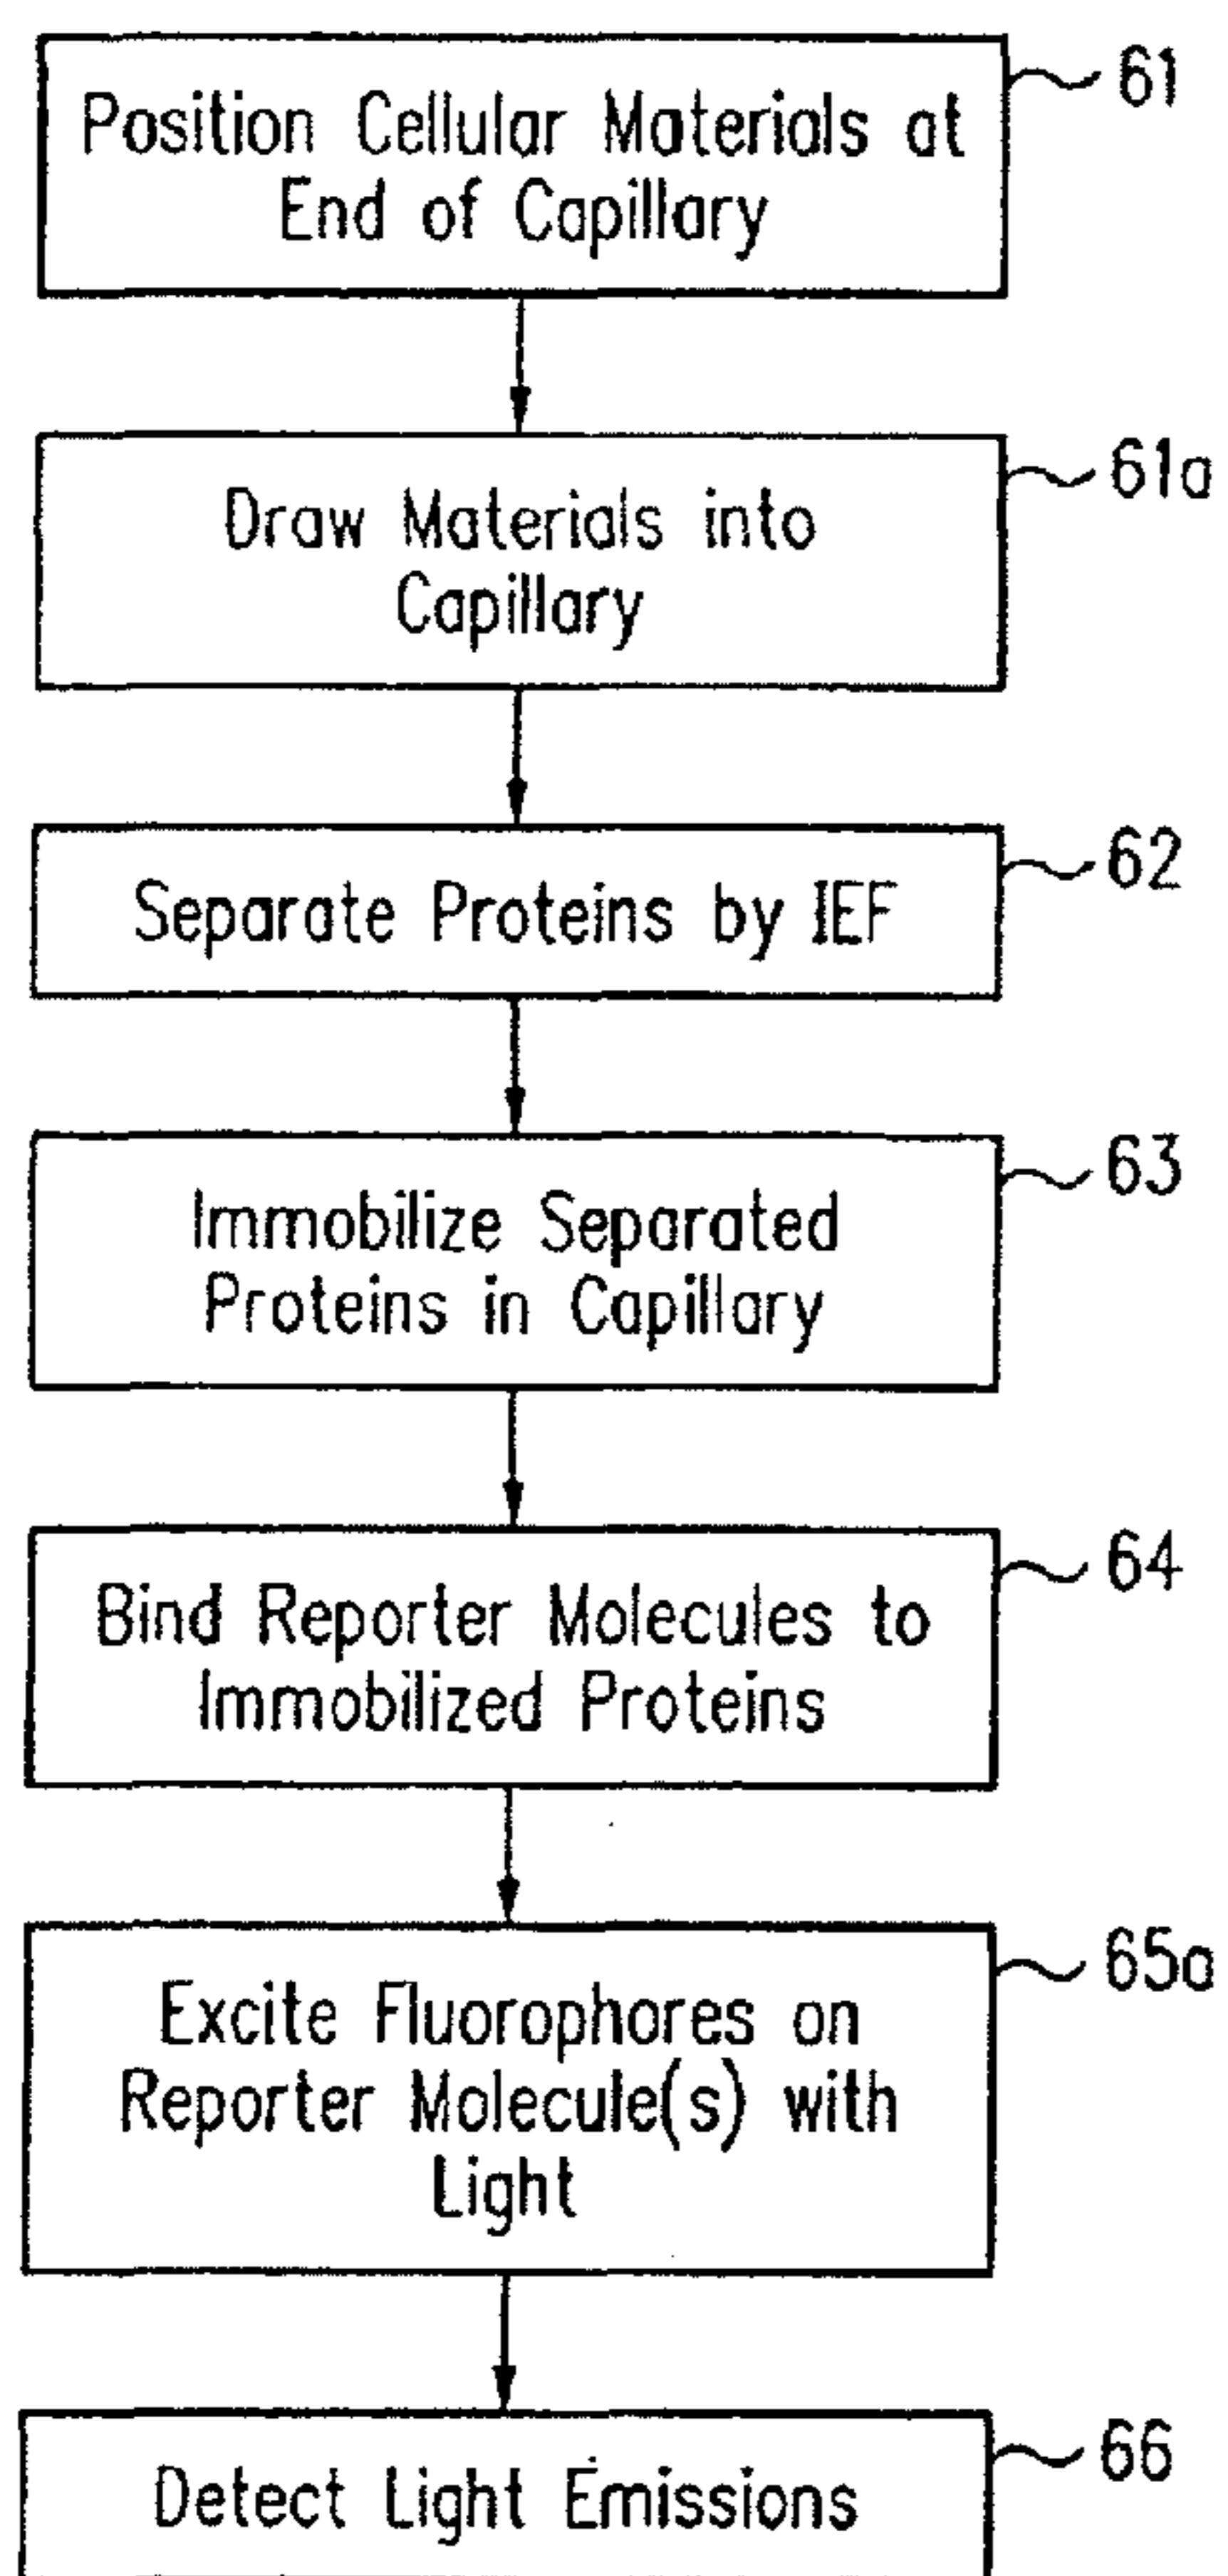 Position Cellular Materials at
End of Capillary
61
Draw Materials into
Capillary
61a
Separate Proteins by IEF
62
Immobilize Separated
Proteins in Capillary
63
Bind Reporter Molecules to
Immobilized Proteins
64
Excite Fluorophores on
Reporter Molecule(s) with
Light
65a
Detect Light Emissions
66